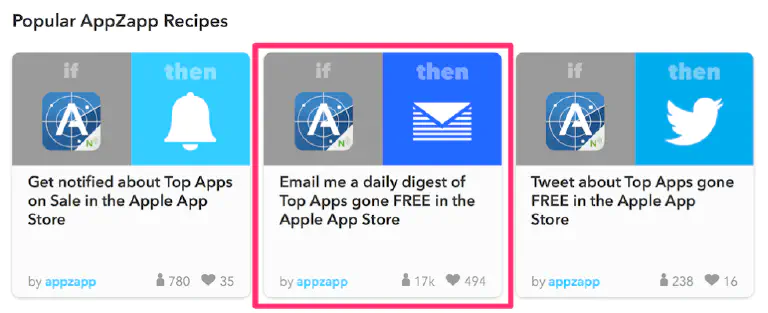 Popular AppZapp Recipes
if then
A
N
Get notified about Top Apps
on Sale in the Apple App
Store
by appzapp 780 35
if then
A
N
Email me a daily digest of
Top Apps gone FREE in the
Apple App Store
by appzapp 17k 494
if then
A
N
Tweet about Top Apps gone
FREE in the Apple App
Store
by appzapp 238 16